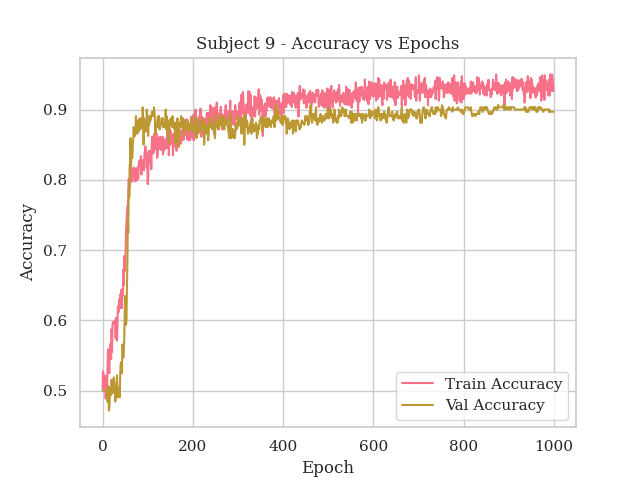 Subject 9 - Accuracy vs Epochs
Accuracy
0.9
0.8
0.7
0.6
0.5
0 200 400 600 800 1000
Epoch
Train Accuracy
Val Accuracy